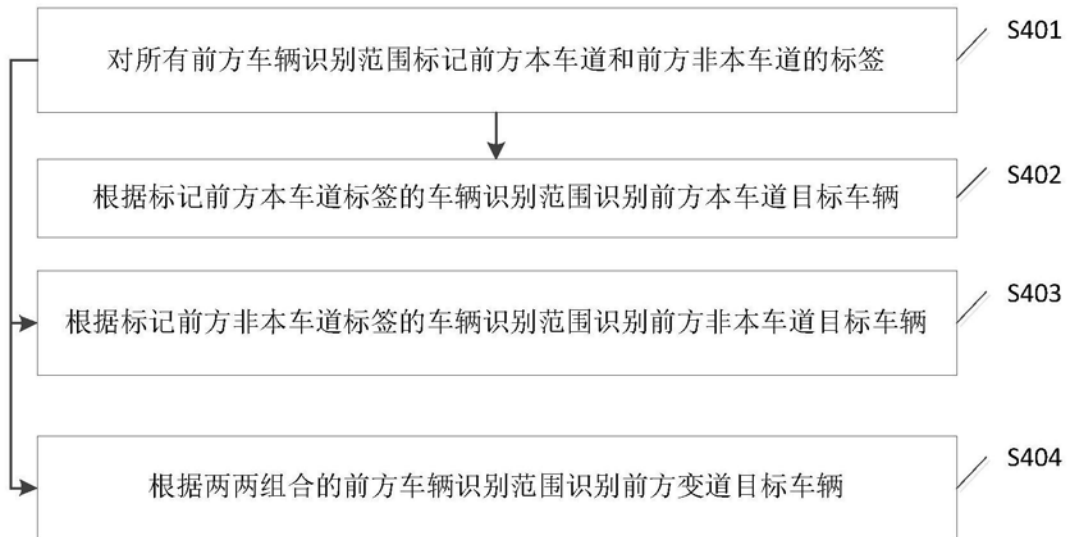 对所有前方车辆识别范围标记前方本车道和前方非本车道的标签
S401
根据标记前方本车道标签的车辆识别范围识别前方本车道目标车辆
S402
根据标记前方非本车道标签的车辆识别范围识别前方非本车道目标车辆
S403
根据两两组合的前方车辆识别范围识别前方变道目标车辆
S404